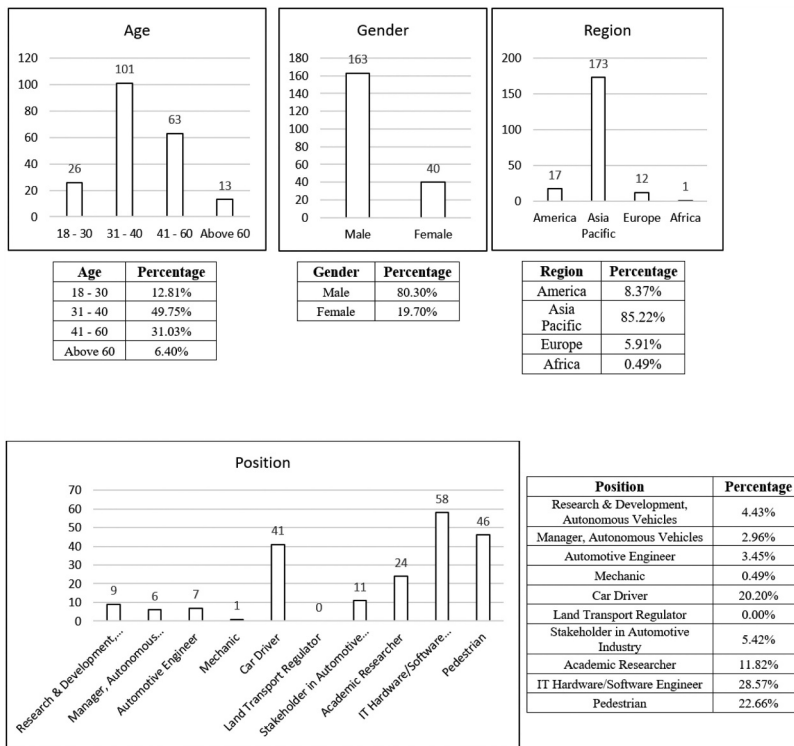 Age
120
100
80
60
40
20
0
26
101
63
13
18 - 30
31 - 40
41 - 60
Above 60
Gender
180
160
140
120
100
80
60
40
20
0
163
40
Male
Female
Region
200
150
100
50
0
17
173
12
1
America
Asia
Pacific
Europe
Africa
Age Percentage
18 - 30 12.81%
31 - 40 49.75%
41 - 60 31.03%
Above 60 6.40%
Gender Percentage
Male 80.30%
Female 19.70%
Region Percentage
America 8.37%
Asia
Pacific 85.22%
Europe 5.91%
Africa 0.49%
Position
70
60
50
40
30
20
10
0
9
6
7
1
41
0
11
24
58
46
Research & Development,...
Manager, Autonomous...
Automotive Engineer
Mechanic
Car Driver
Land Transport Regulator
Stakeholder in Automotive...
Academic Researcher
IT Hardware/Software...
Pedestrian
Position Percentage
Research & Development,
Autonomous Vehicles 4.43%
Manager, Autonomous Vehicles 2.96%
Automotive Engineer 3.45%
Mechanic 0.49%
Car Driver 20.20%
Land Transport Regulator 0.00%
Stakeholder in Automotive
Industry 5.42%
Academic Researcher 11.82%
IT Hardware/Software Engineer 28.57%
Pedestrian 22.66%